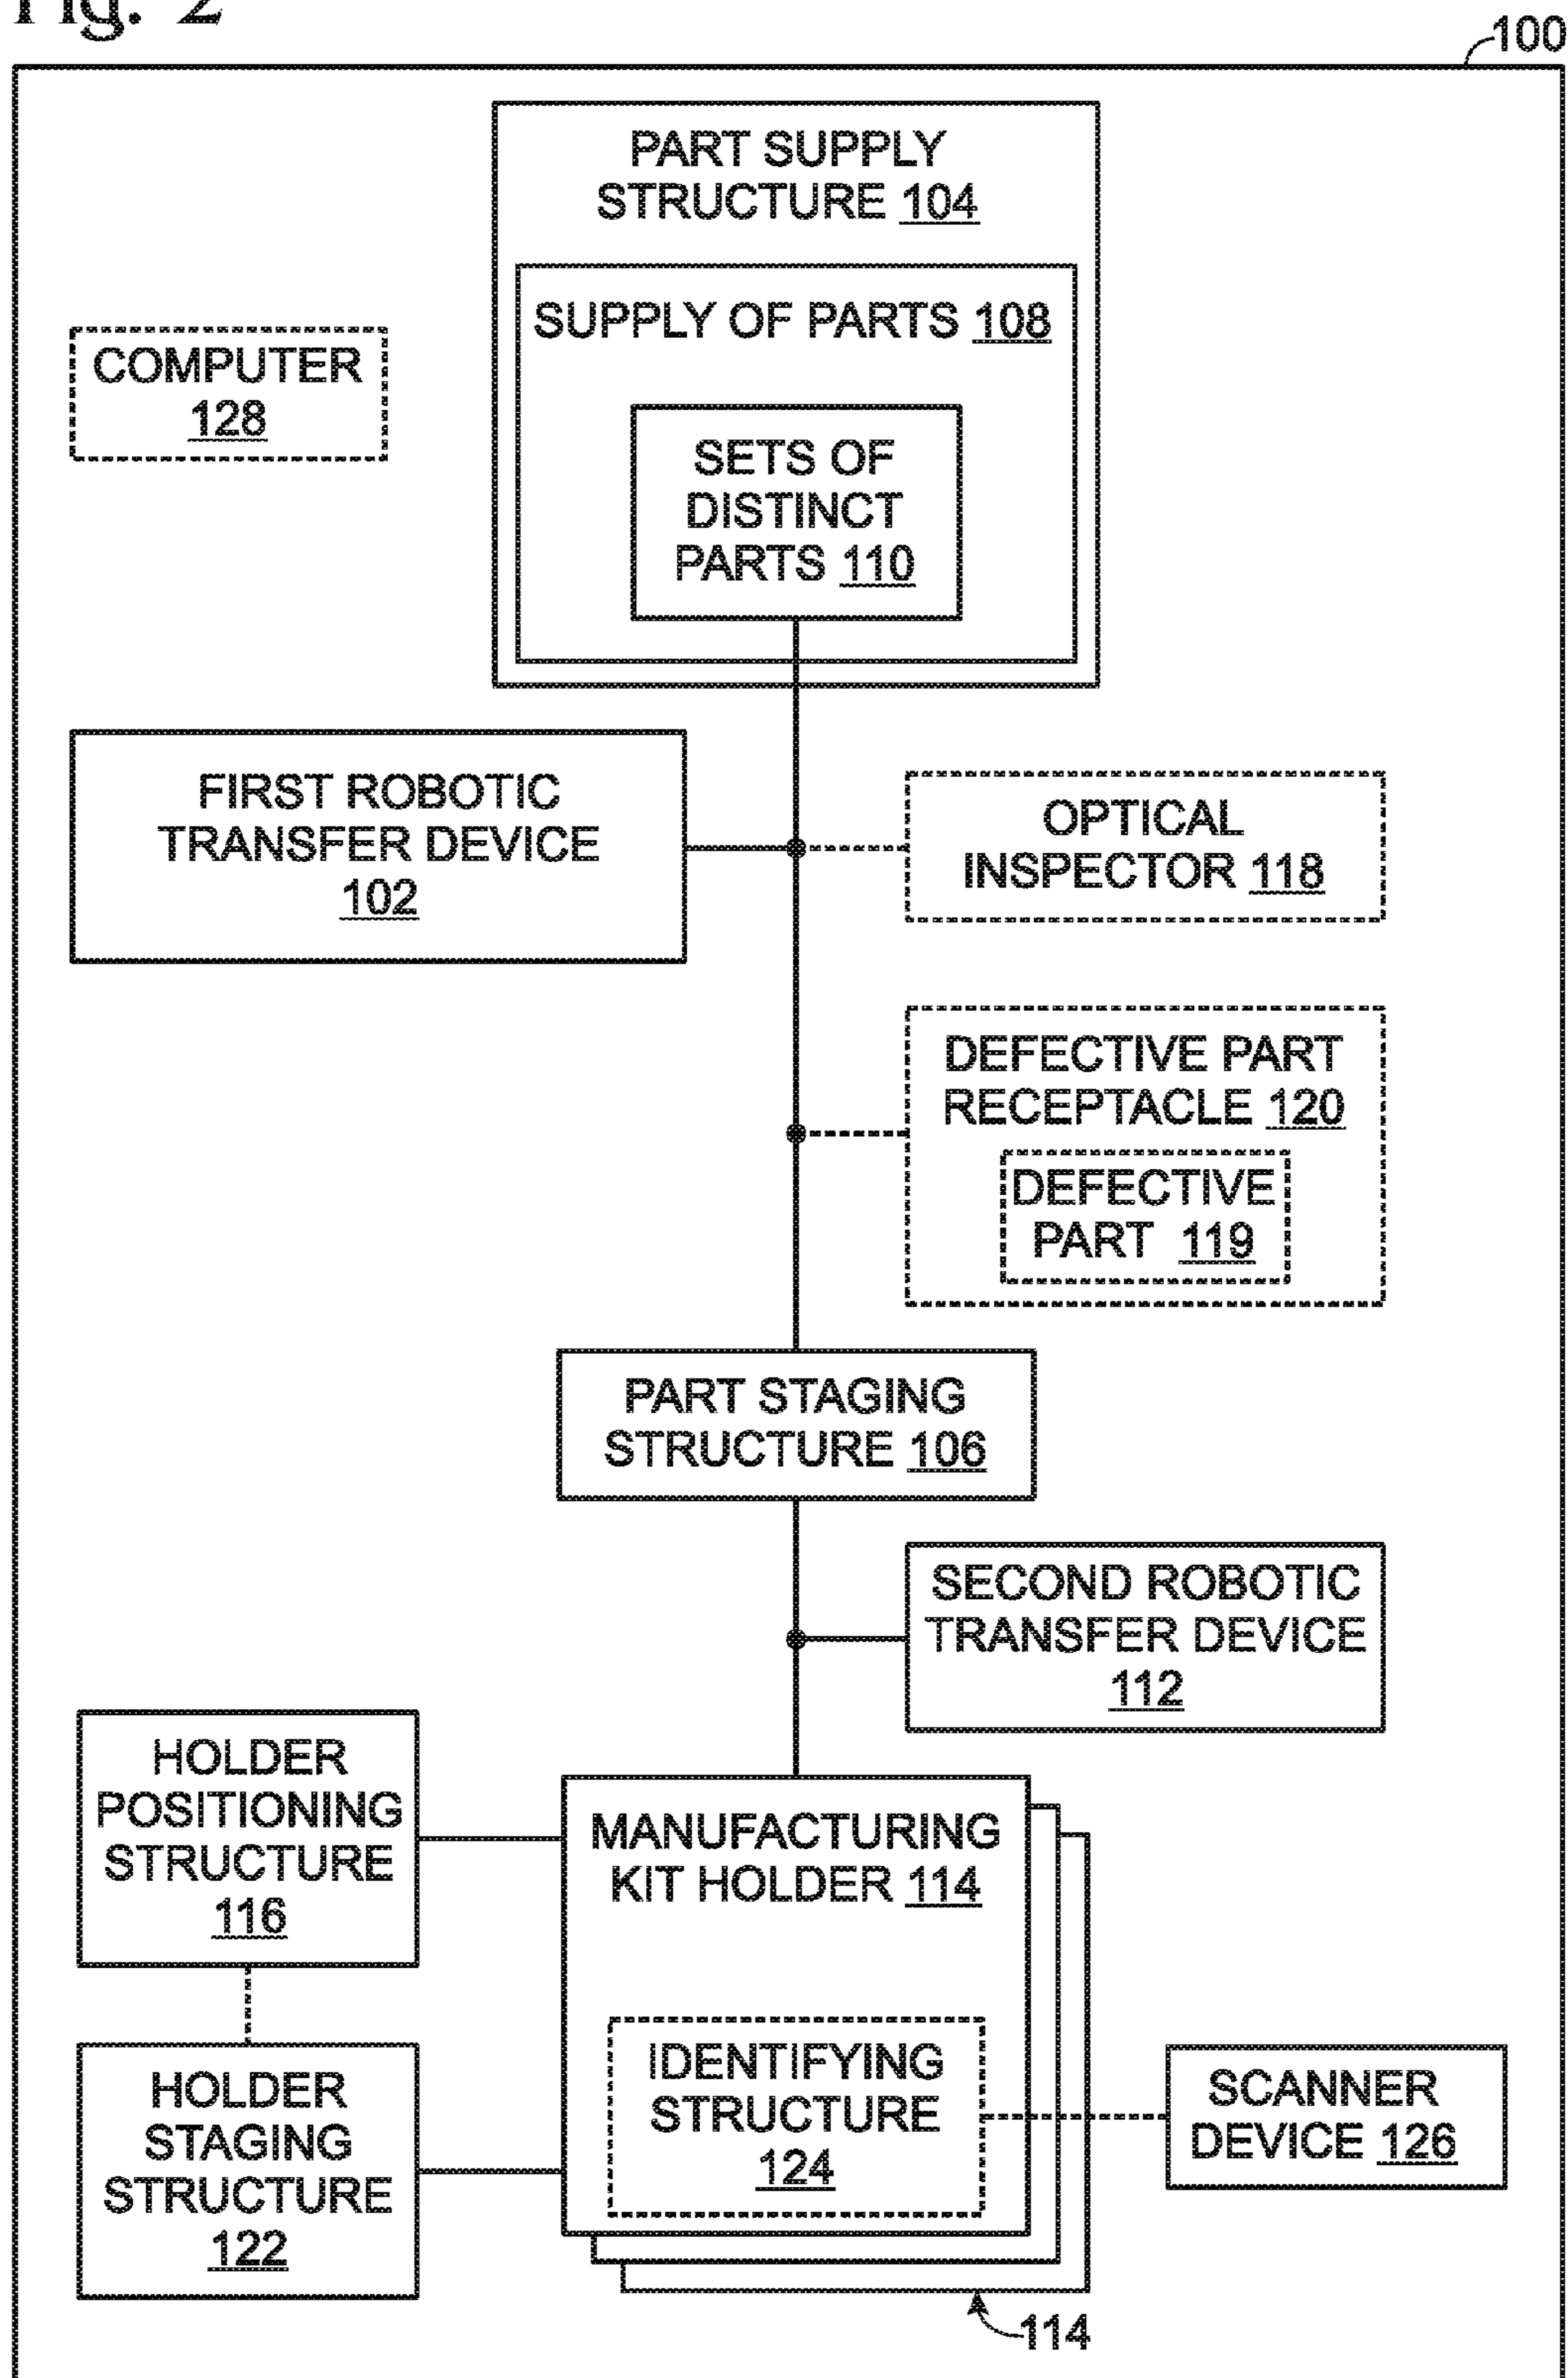 Fig. 2
100
PART SUPPLY
STRUCTURE 104
SUPPLY OF PARTS 108
SETS OF
DISTINCT
PARTS 110
COMPUTER
128
FIRST ROBOTIC
TRANSFER DEVICE
102
OPTICAL
INSPECTOR 118
DEFECTIVE PART
RECEPTACLE 120
DEFECTIVE
PART 119
PART STAGING
STRUCTURE 106
SECOND ROBOTIC
TRANSFER DEVICE
112
HOLDER
POSITIONING
STRUCTURE
116
MANUFACTURING
KIT HOLDER 114
IDENTIFYING
STRUCTURE
124
HOLDER
STAGING
STRUCTURE
122
SCANNER
DEVICE 126
114